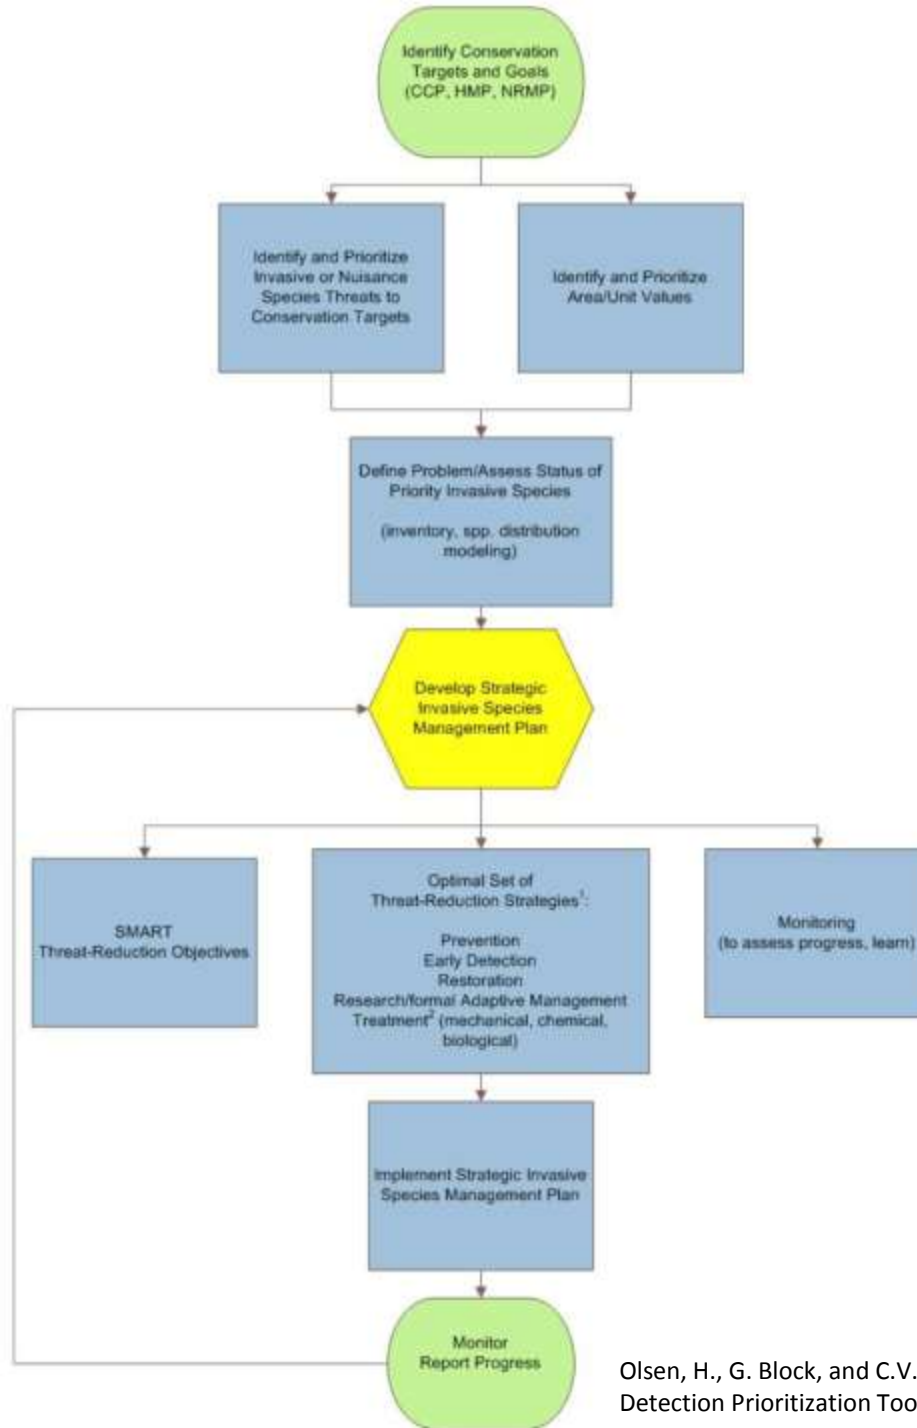 Identify Conservation
Targets and Goals
(CCP, HMP, NRMP)
Identify and Prioritize
Invasive or Nuisance
Species Threats to
Conservation Targets
Identify and Prioritize
Area/Unit Values
Define Problem/Assess Status of
Priority Invasive Species
(inventory, spp. distribution
modeling)
Develop Strategic
Invasive Species
Management Plan
SMART
Threat-Reduction Objectives
Optimal Set of
Threat-Reduction Strategies¹:
Prevention
Early Detection
Restoration
Research/formal Adaptive Management
Treatment² (mechanical, chemical,
biological)
Monitoring
(to assess progress, learn)
Implement Strategic Invasive
Species Management Plan
Monitor
Report Progress
Olsen, H., G. Block, and C.V.
Detection Prioritization Too